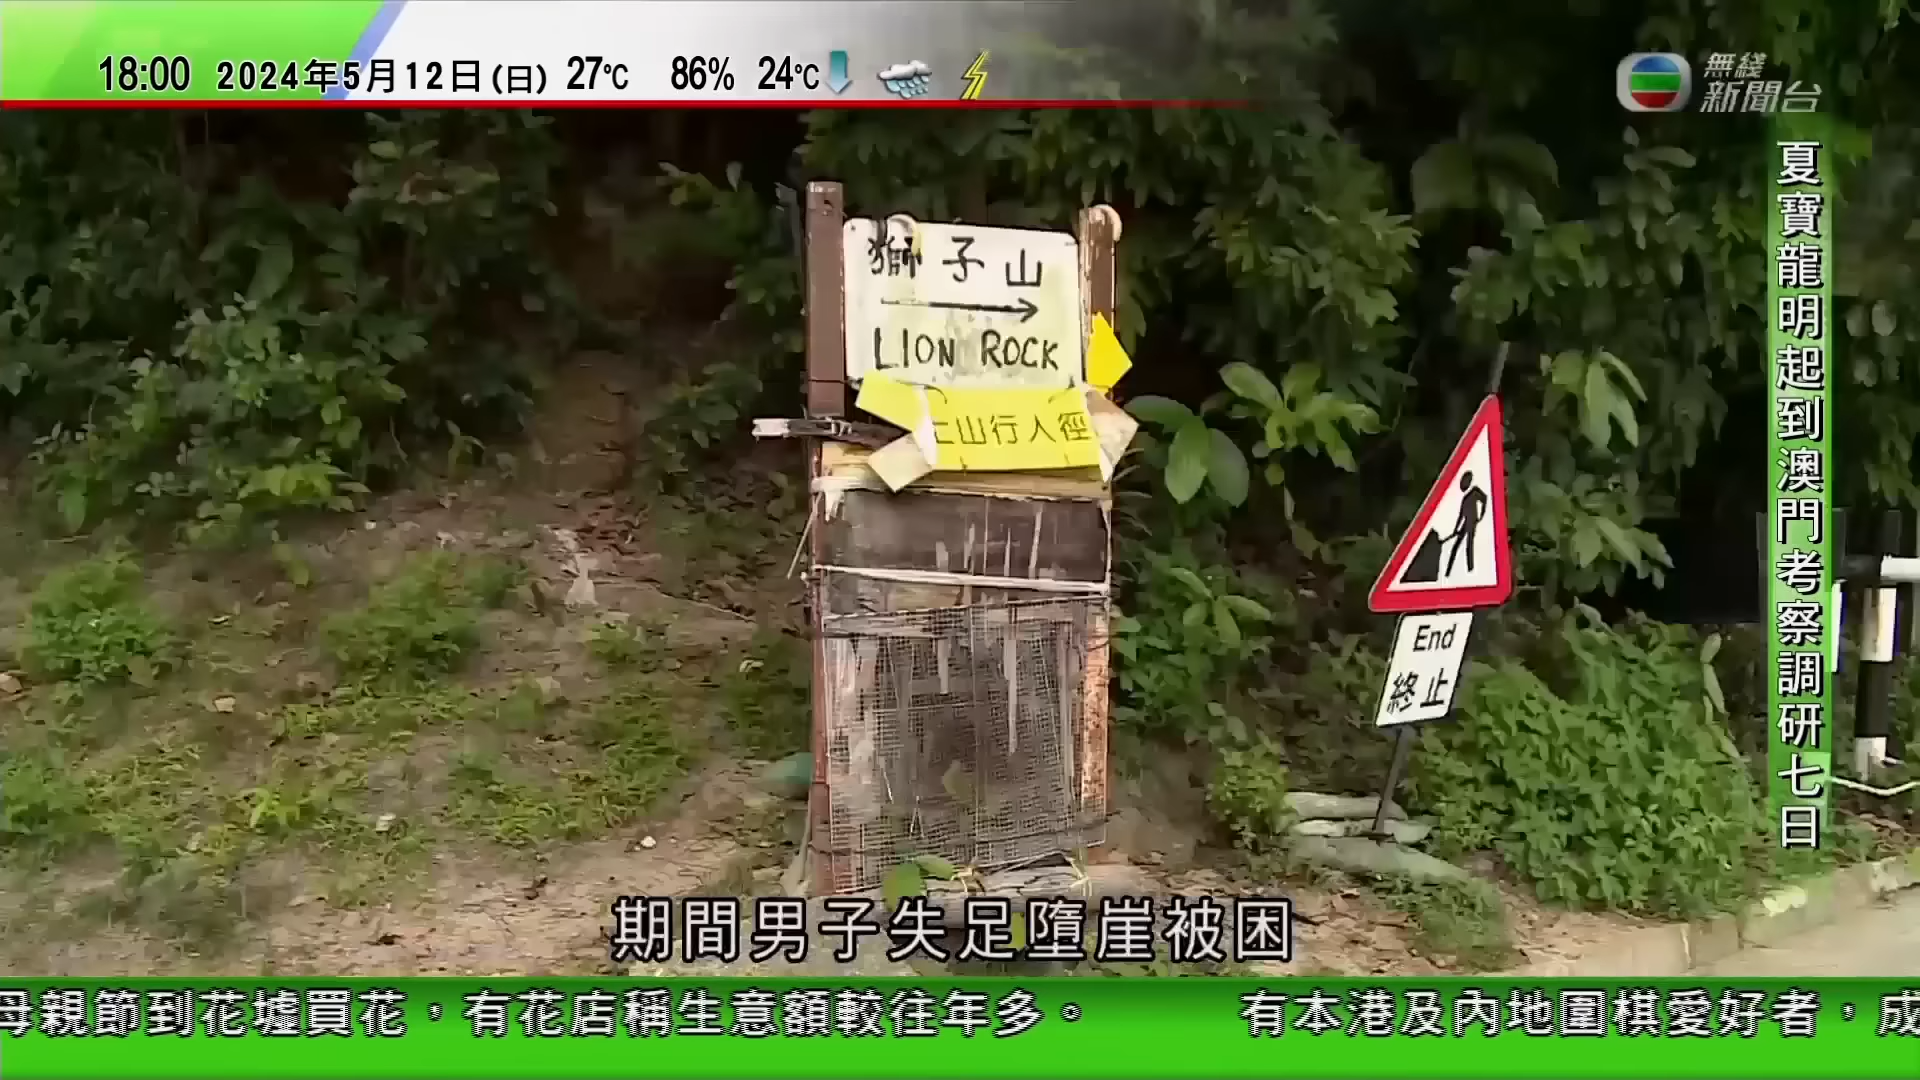 18:00 2024年5月12日(日) 27℃ 86% 24℃
無綫
新聞台
夏寶龍明起到澳門考察調研七日
獅子山
LION ROCK
上山行人徑
End
終止
期間男子失足墮崖被困
母親節到花墟買花，有花店稱生意額較往年多。 有本港及內地圍棋愛好者，成